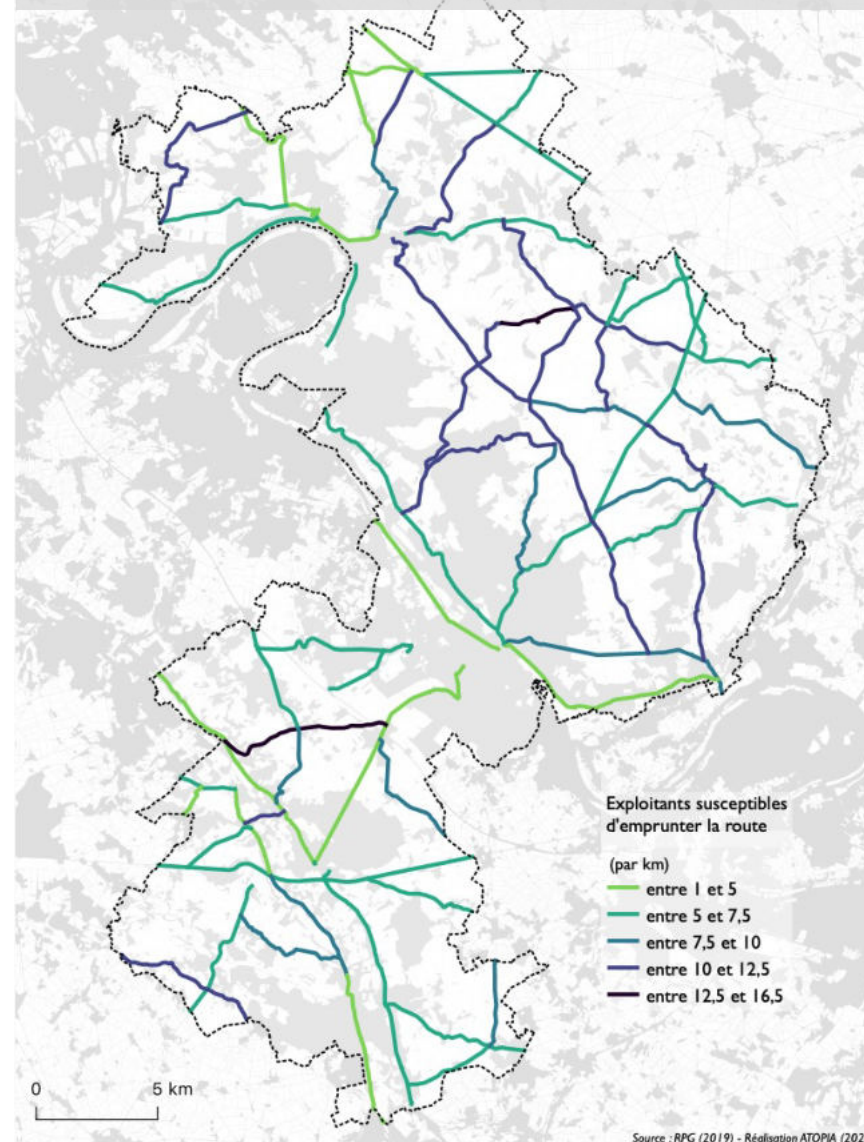 Exploitants susceptibles
d'emprunter la route
(par km)
entre 1 et 5
entre 5 et 7,5
entre 7,5 et 10
entre 10 et 12,5
entre 12,5 et 16,5
0 5 km
Source : RPG (2019) - Réalisation ATOPIA (202